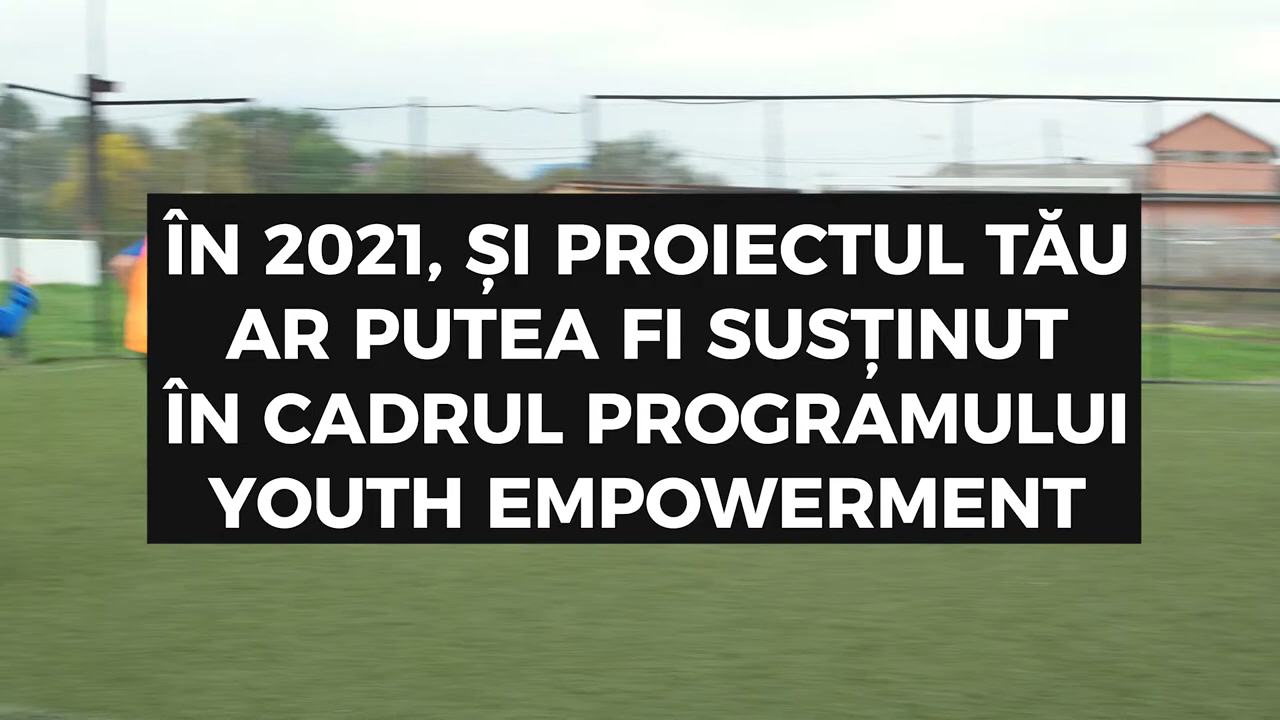 ÎN 2021, ȘI PROIECTUL TĂU
AR PUTEA FI SUSȚINUT
ÎN CADRUL PROGRAMULUI
YOUTH EMPOWERMENT